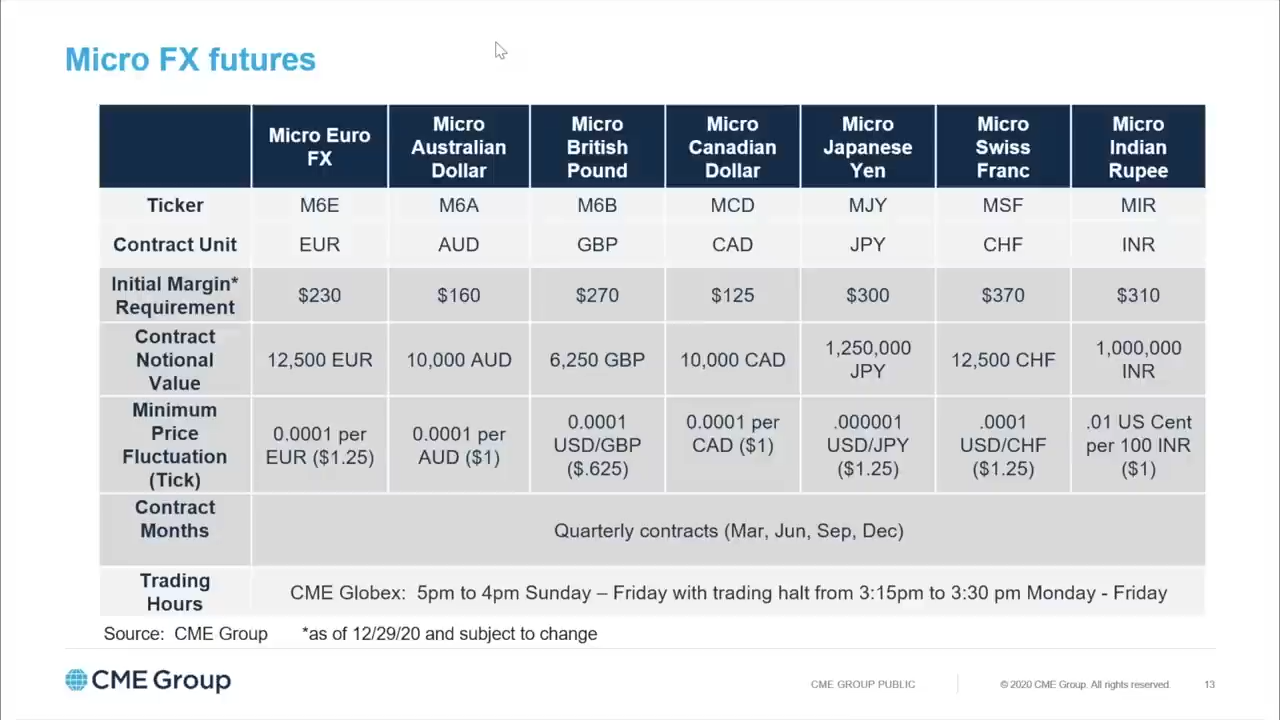 Micro FX futures
Micro Euro FX
Micro Australian Dollar
Micro British Pound
Micro Canadian Dollar
Micro Japanese Yen
Micro Swiss Franc
Micro Indian Rupee
Ticker M6E M6A M6B MCD MJY MSF MIR
Contract Unit EUR AUD GBP CAD JPY CHF INR
Initial Margin* Requirement $230 $160 $270 $125 $300 $370 $310
Contract Notional Value 12,500 EUR 10,000 AUD 6,250 GBP 10,000 CAD 1,250,000 JPY 12,500 CHF 1,000,000 INR
Minimum Price Fluctuation (Tick) 0.0001 per EUR ($1.25) 0.0001 per AUD ($1) 0.0001 USD/GBP ($.625) 0.0001 per CAD ($1) .000001 USD/JPY ($1.25) .0001 USD/CHF ($1.25) .01 US Cent per 100 INR ($1)
Contract Months Quarterly contracts (Mar, Jun, Sep, Dec)
Trading Hours CME Globex: 5pm to 4pm Sunday – Friday with trading halt from 3:15pm to 3:30 pm Monday - Friday
Source: CME Group *as of 12/29/20 and subject to change
CME Group
CME GROUP PUBLIC
© 2020 CME Group. All rights reserved.
13